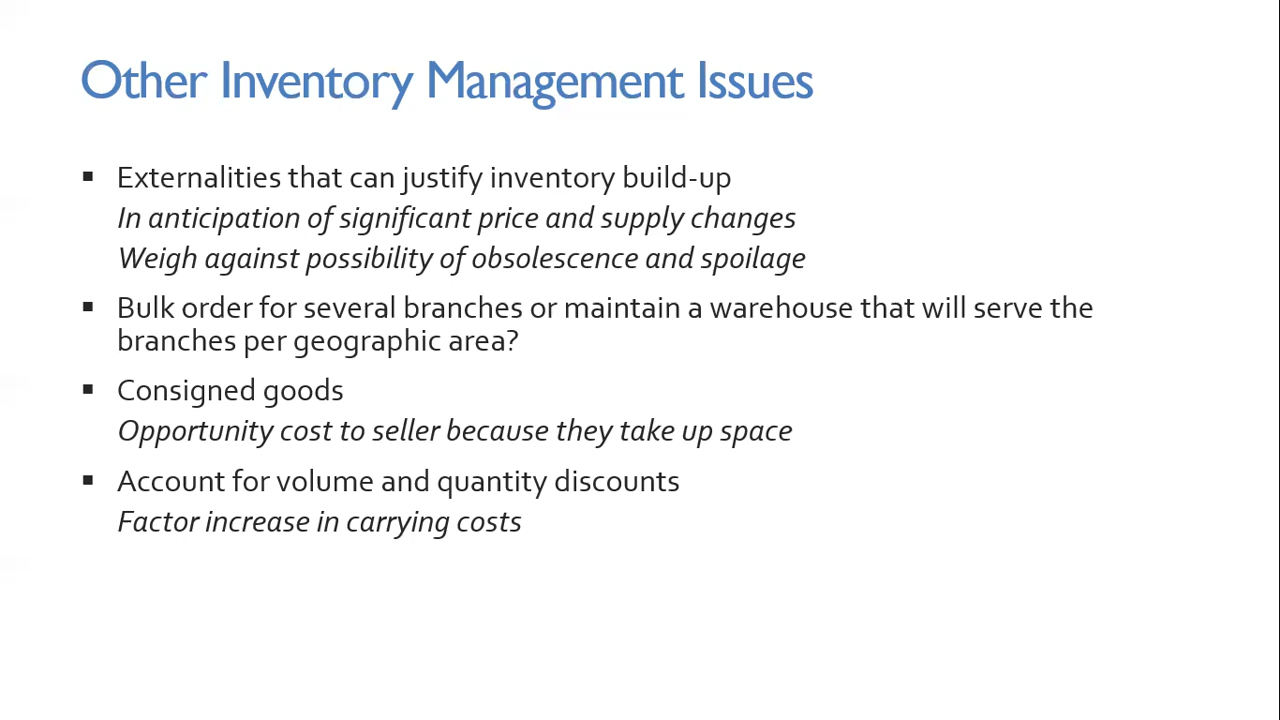 Other Inventory Management Issues
▪ Externalities that can justify inventory build-up
In anticipation of significant price and supply changes
Weigh against possibility of obsolescence and spoilage
▪ Bulk order for several branches or maintain a warehouse that will serve the
branches per geographic area?
▪ Consigned goods
Opportunity cost to seller because they take up space
▪ Account for volume and quantity discounts
Factor increase in carrying costs